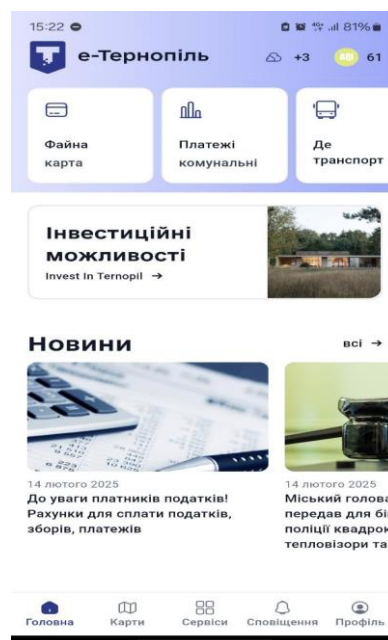 15:22 81%
е-Тернопіль +3 АВІ 61
Файна
карта
Платежі
комунальні
Де
транспорт
Інвестиційні
можливості
Invest In Ternopil →
Новини
всі →
14 лютого 2025
До уваги платників податків!
Рахунки для сплати податків,
зборів, платежів
14 лютого 2025
Міський голова
передав для
поліції
тепловізори та
Головна Карти Сервіси Сповіщення Профіль